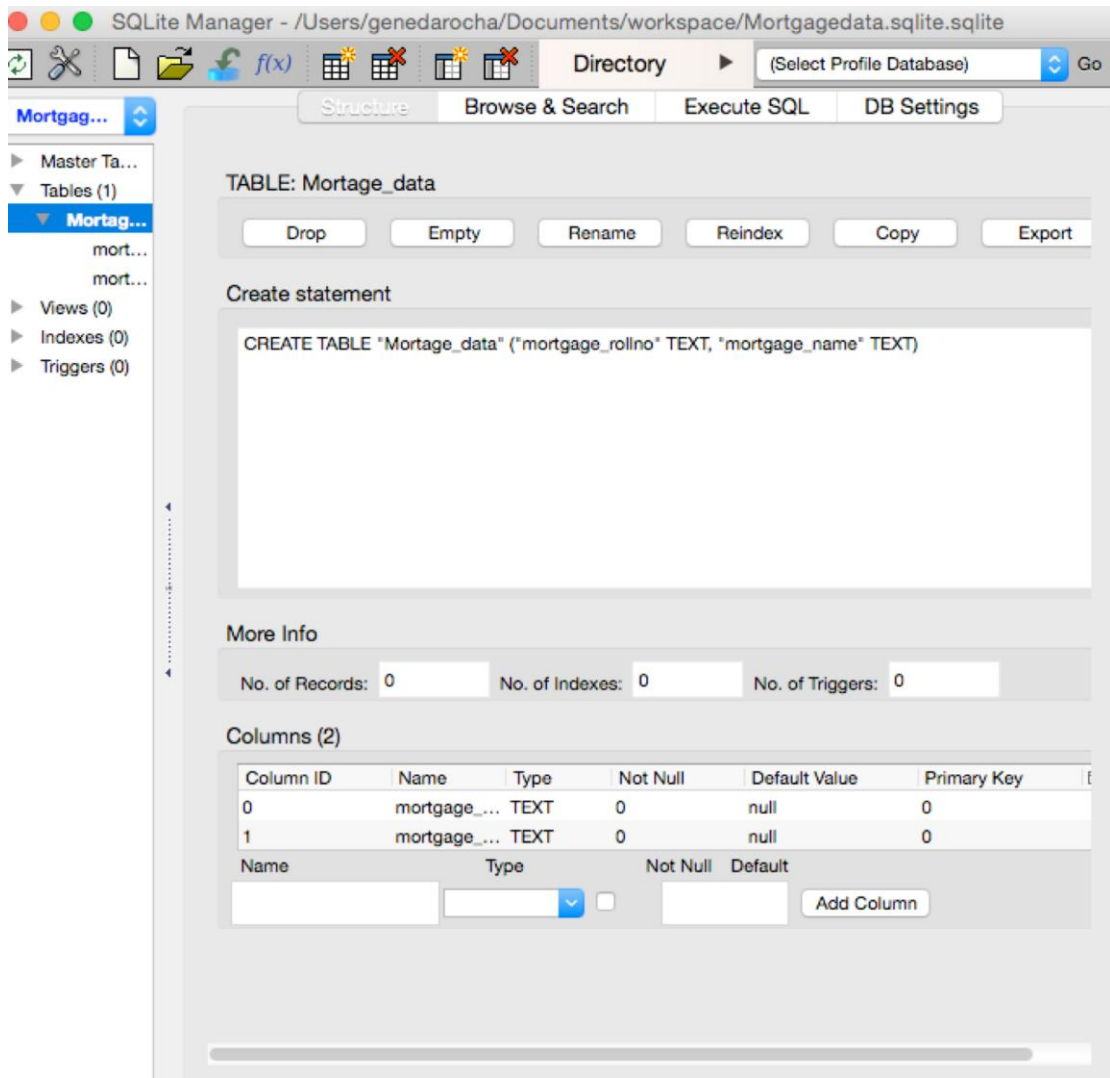 SQLite Manager - /Users/genedarocha/Documents/workspace/Mortgagedata.sqlite.sqlite
f(x) Directory (Select Profile Database) Go
Mortgag...
Structure Browse & Search Execute SQL DB Settings
Master Ta...
Tables (1)
Mortag...
mort...
mort...
Views (0)
Indexes (0)
Triggers (0)
TABLE: Mortage_data
Drop Empty Rename Reindex Copy Export
Create statement
CREATE TABLE "Mortage_data" ("mortgage_rollno" TEXT, "mortgage_name" TEXT)
More Info
No. of Records: 0 No. of Indexes: 0 No. of Triggers: 0
Columns (2)
Column ID Name Type Not Null Default Value Primary Key
0 mortgage_... TEXT 0 null 0
1 mortgage_... TEXT 0 null 0
Name Type Not Null Default
Add Column